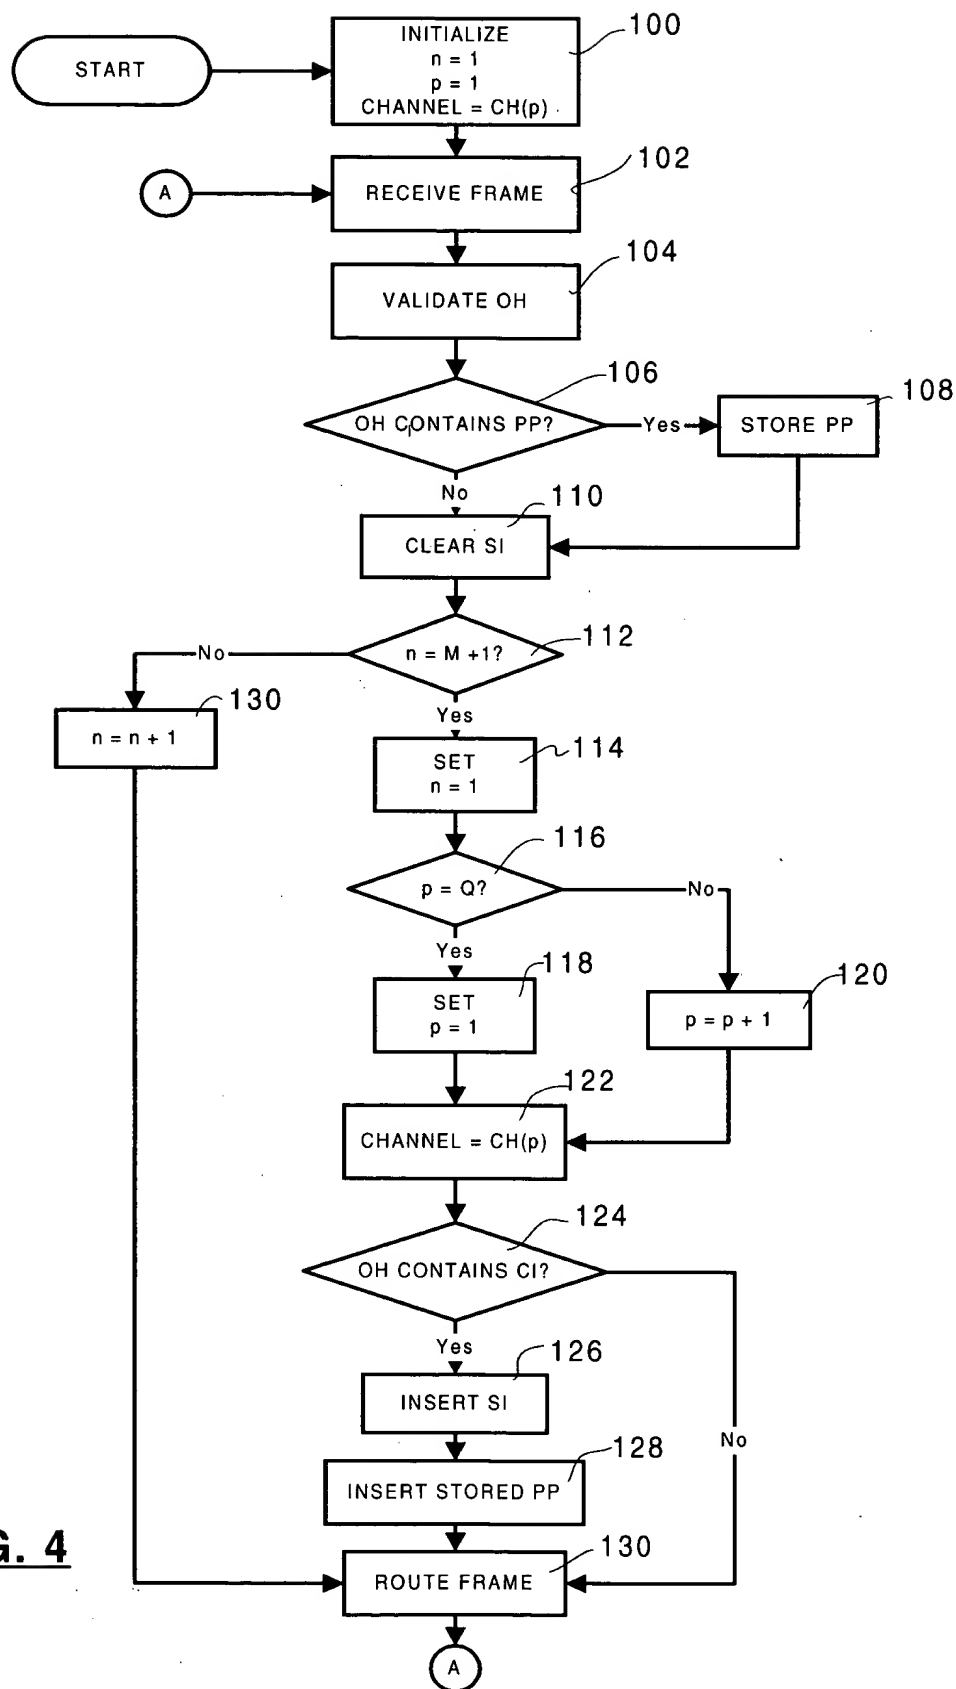 START
INITIALIZE
n = 1
p = 1
CHANNEL = CH(p)
100
A
RECEIVE FRAME
102
VALIDATE OH
104
OH CONTAINS PP?
106
Yes
STORE PP
108
No
CLEAR SI
110
n = M +1?
112
No
n = n + 1
130
Yes
SET
n = 1
114
p = Q?
116
No
Yes
SET
p = 1
118
p = p + 1
120
CHANNEL = CH(p)
122
OH CONTAINS CI?
124
Yes
INSERT SI
126
No
INSERT STORED PP
128
ROUTE FRAME
130
A
G. 4